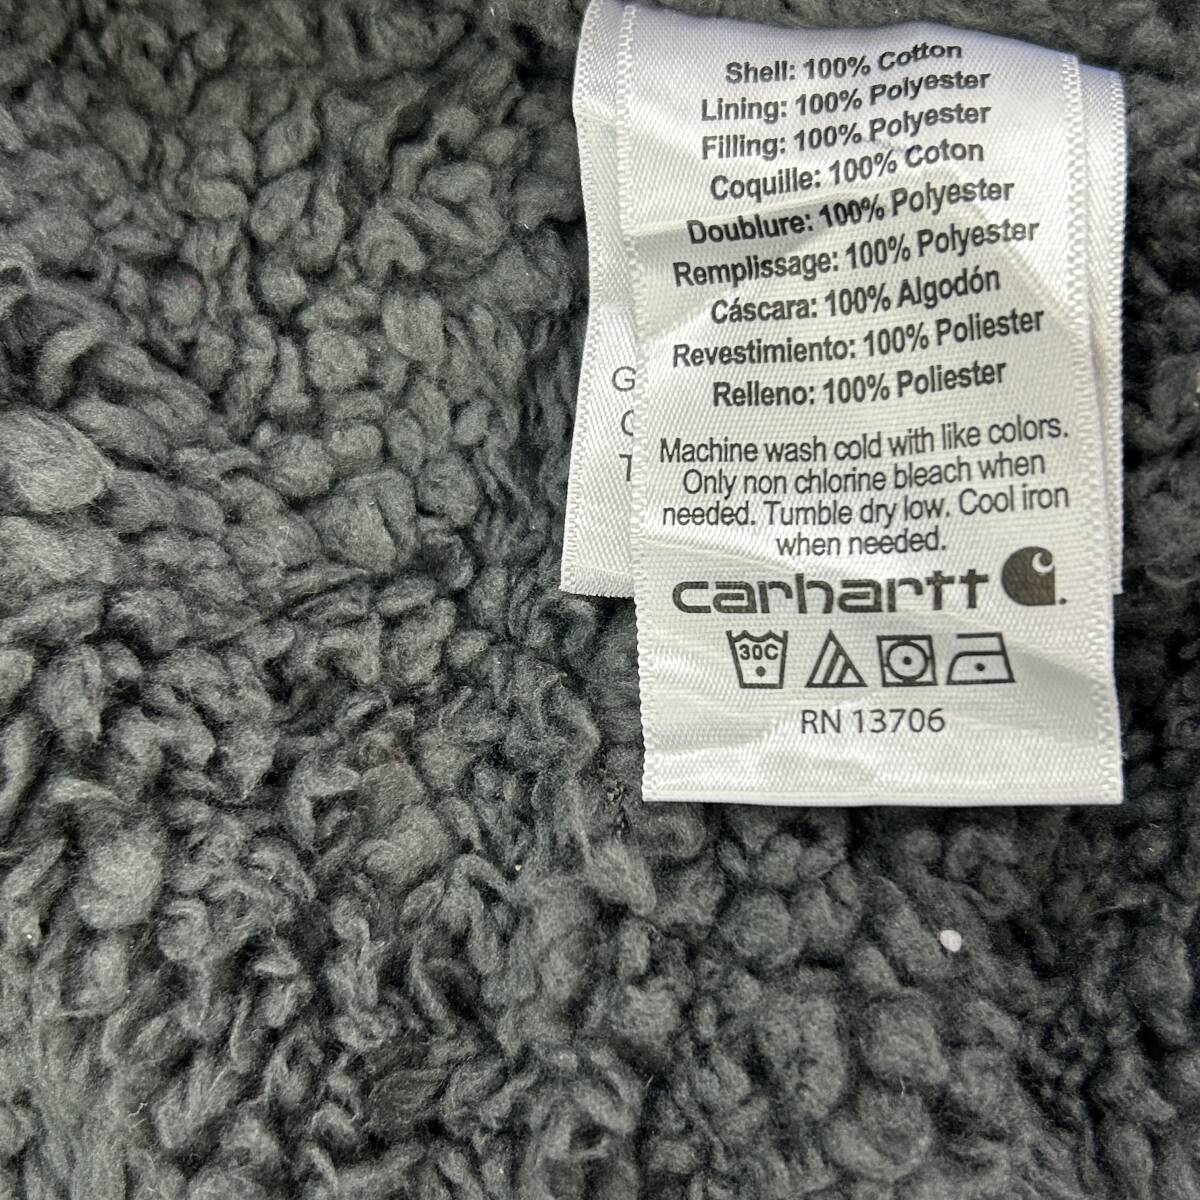 Shell: 100% Cotton
Lining: 100% Polyester
Filling: 100% Polyester
Coquille: 100% Coton
Doublure: 100% Polyester
Remplissage: 100% Polyester
Cáscara: 100% Algodón
Revestimiento: 100% Poliester
Relleno: 100% Poliester
Machine wash cold with like colors.
Only non chlorine bleach when
needed. Tumble dry low. Cool iron
when needed.
carhartt
30C
RN 13706